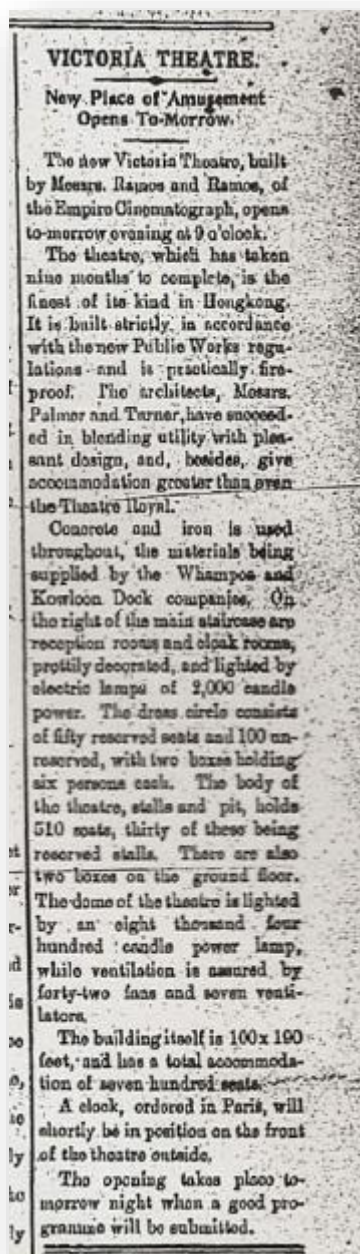 VICTORIA THEATRE.
New Place of Amusement
Opens To-Morrow.
The new Victoria Theatre, built
by Messrs. Ramos and Ramos, of
the Empire Cinematograph, opens
to-morrow evening at 9 o'clock.
The theatre, which has taken
nine months to complete, is the
finest of its kind in Hongkong.
It is built strictly in accordance
with the new Public Works regu-
lations and is practically fire-
proof. The architects, Messrs.
Palmer and Turner, have succeed-
ed in blending utility with plea-
sant design, and, besides, give
accommodation greater than even
the Theatre Royal.
Concrete and iron is used
throughout, the materials being
supplied by the Whampoa and
Kowloon Dock companies. On
the right of the main staircase are
reception rooms and cloak rooms,
prettily decorated, and lighted by
electric lamps of 2,000 candle
power. The dress circle consists
of fifty reserved seats and 100 un-
reserved, with two boxes holding
six persons each. The body of
the theatre, stalls and pit, holds
510 seats, thirty of these being
reserved stalls. There are also
two boxes on the ground floor.
The dome of the theatre is lighted
by an eight thousand four
hundred candle power lamp,
while ventilation is assured by
forty-two fans and seven venti-
lators.
The building itself is 100 x 190
feet, and has a total accommoda-
tion of seven hundred seats.
A clock, ordered in Paris, will
shortly be in position on the front
of the theatre outside.
The opening takes place to-
morrow night when a good pro-
gramme will be submitted.